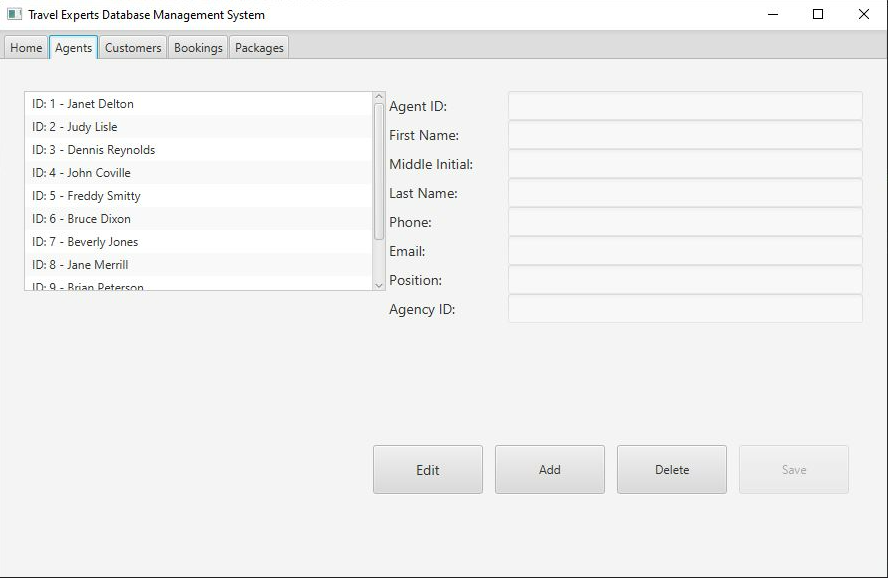 Travel Experts Database Management System
Home Agents Customers Bookings Packages
ID: 1 - Janet Delton
ID: 2 - Judy Lisle
ID: 3 - Dennis Reynolds
ID: 4 - John Coville
ID: 5 - Freddy Smitty
ID: 6 - Bruce Dixon
ID: 7 - Beverly Jones
ID: 8 - Jane Merrill
ID: 9 - Brian Peterson
Agent ID:
First Name:
Middle Initial:
Last Name:
Phone:
Email:
Position:
Agency ID:
Edit Add Delete Save